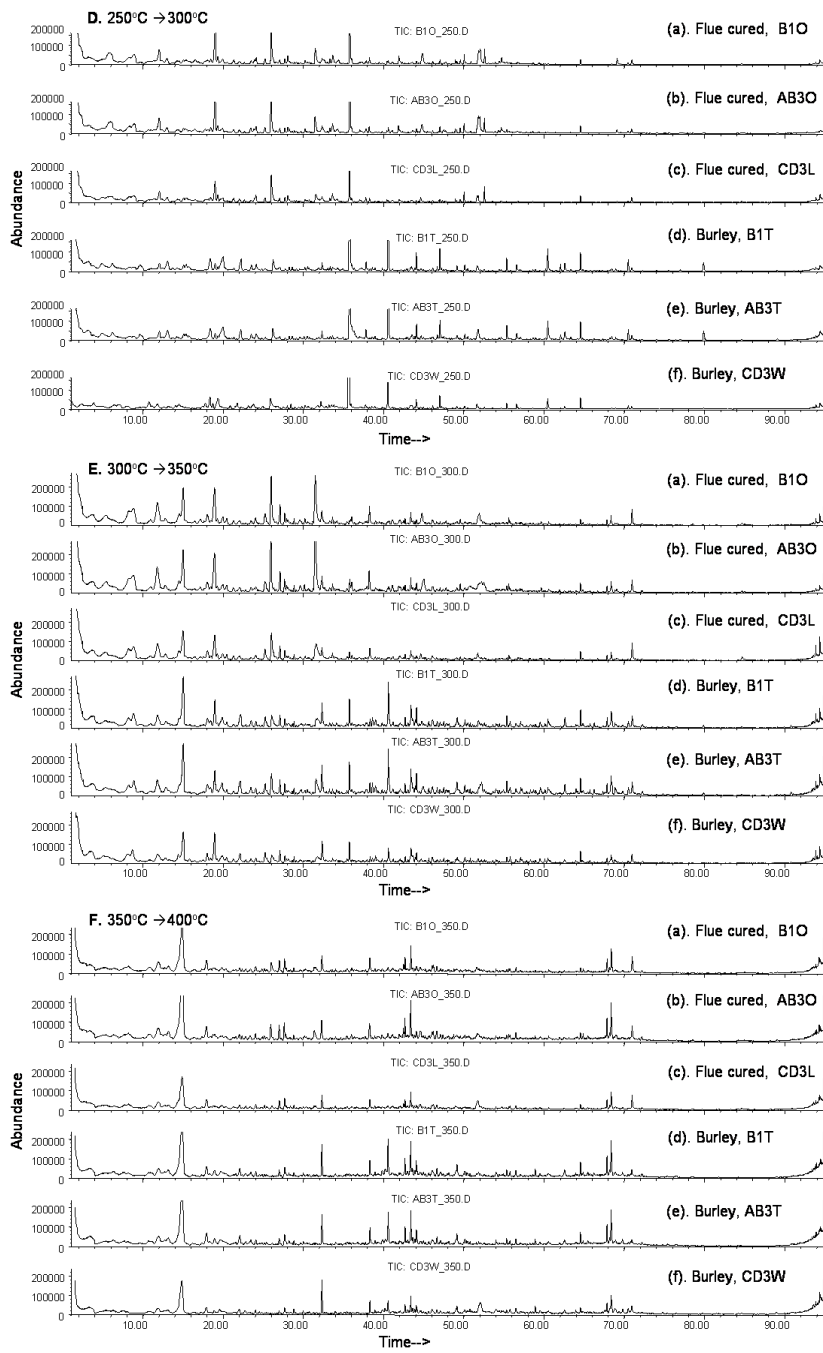 D. 250°C →300°C
Abundance
TIC: B1O_250.D
(a). Flue cured, B1O
200000
100000
0
TIC: AB3O_250.D
(b). Flue cured, AB3O
200000
100000
0
TIC: CD3L_250.D
(c). Flue cured, CD3L
200000
100000
0
TIC: B1T_250.D
(d). Burley, B1T
200000
100000
0
TIC: AB3T_250.D
(e). Burley, AB3T
200000
100000
0
TIC: CD3W_250.D
(f). Burley, CD3W
200000
100000
0
10.00 20.00 30.00 40.00 50.00 60.00 70.00 80.00 90.00
Time-->
E. 300°C →350°C
Abundance
TIC: B1O_300.D
(a). Flue cured, B1O
200000
100000
0
TIC: AB3O_300.D
(b). Flue cured, AB3O
200000
100000
0
TIC: CD3L_300.D
(c). Flue cured, CD3L
200000
100000
0
TIC: B1T_300.D
(d). Burley, B1T
200000
100000
0
TIC: AB3T_300.D
(e). Burley, AB3T
200000
100000
0
TIC: CD3W_300.D
(f). Burley, CD3W
200000
100000
0
10.00 20.00 30.00 40.00 50.00 60.00 70.00 80.00 90.00
Time-->
F. 350°C →400°C
Abundance
TIC: B1O_350.D
(a). Flue cured, B1O
200000
100000
0
TIC: AB3O_350.D
(b). Flue cured, AB3O
200000
100000
0
TIC: CD3L_350.D
(c). Flue cured, CD3L
200000
100000
0
TIC: B1T_350.D
(d). Burley, B1T
200000
100000
0
TIC: AB3T_350.D
(e). Burley, AB3T
200000
100000
0
TIC: CD3W_350.D
(f). Burley, CD3W
200000
100000
0
10.00 20.00 30.00 40.00 50.00 60.00 70.00 80.00 90.00
Time-->